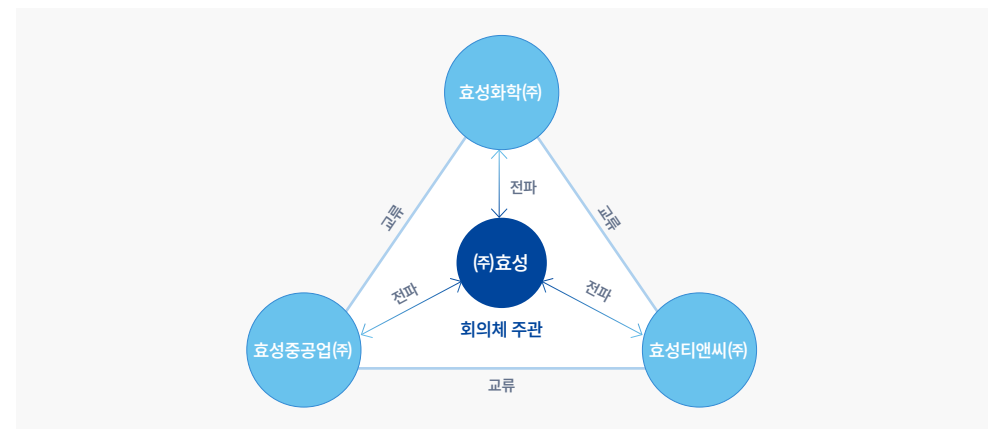 효성화학㈜
전파
교류
교류
㈜효성
전파
전파
회의체 주관
효성중공업㈜
효성티앤씨㈜
교류